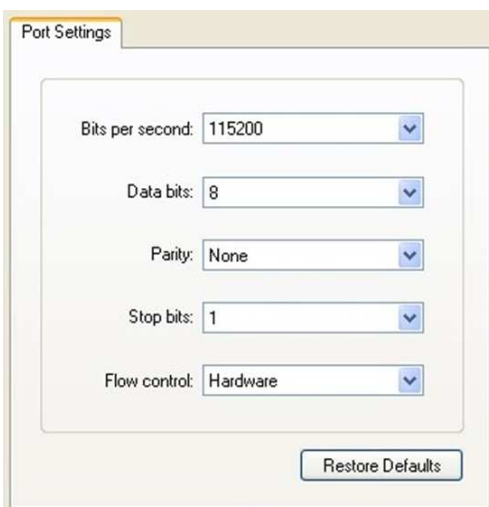 Port Settings
Bits per second: 115200
Data bits: 8
Parity: None
Stop bits: 1
Flow control: Hardware
Restore Defaults